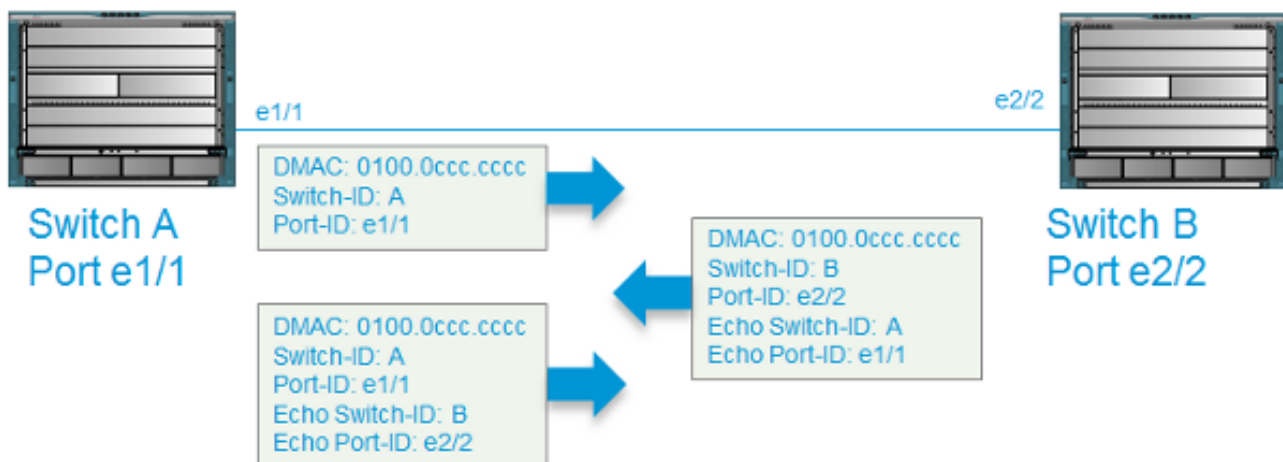 e1/1
e2/2
DMAC: 0100.0ccc.cccc
Switch-ID: A
Port-ID: e1/1
Switch A
Port e1/1
DMAC: 0100.0ccc.cccc
Switch-ID: B
Port-ID: e2/2
Echo Switch-ID: A
Echo Port-ID: e1/1
Switch B
Port e2/2
DMAC: 0100.0ccc.cccc
Switch-ID: A
Port-ID: e1/1
Echo Switch-ID: B
Echo Port-ID: e2/2